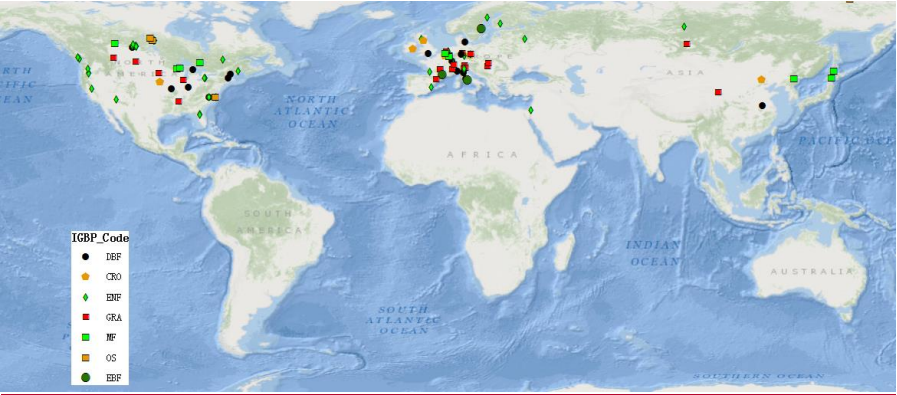 NORTH
ATLANTIC
OCEAN
ASIA
AFRICA
PACIFIC
SOUTH
AMERICA
INDIAN
OCEAN
AUSTRALIA
SOUTH
ATLANTIC
OCEAN
SOUTHERN OCEAN
IGBP_Code
DBF
CRO
ENF
GRA
MF
OS
EBF